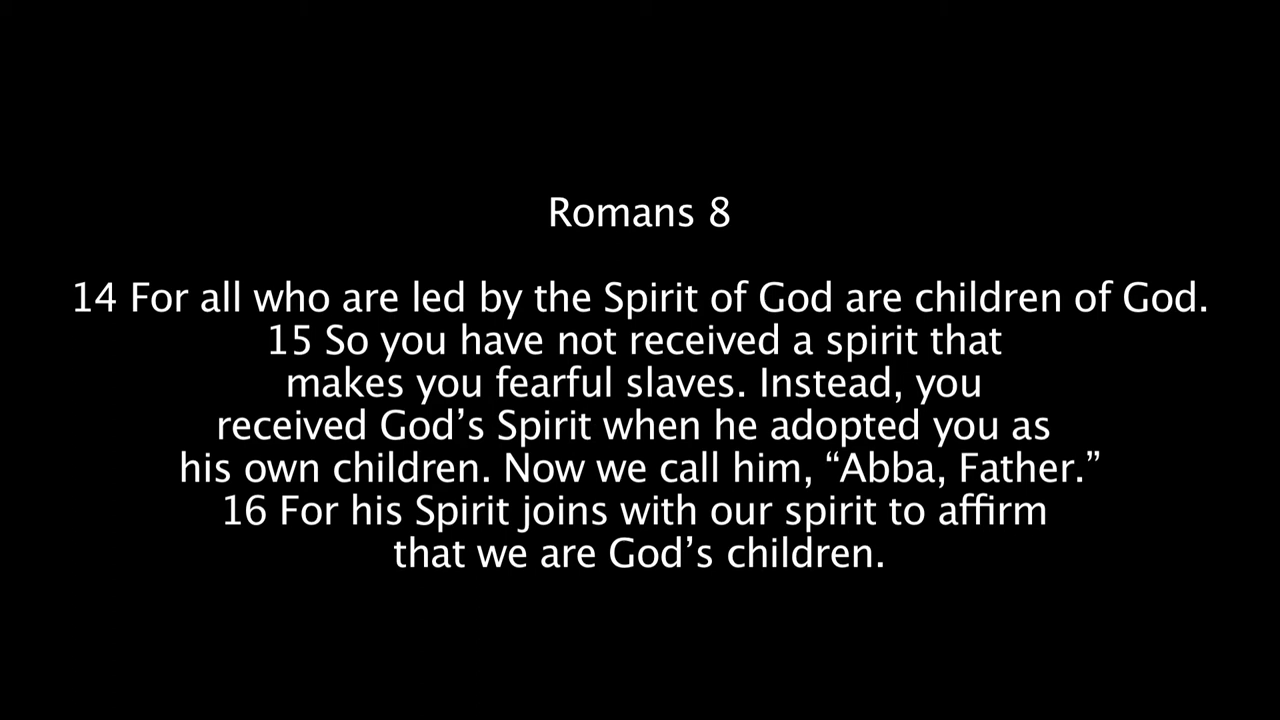 Romans 8
14 For all who are led by the Spirit of God are children of God.
15 So you have not received a spirit that
makes you fearful slaves. Instead, you
received God’s Spirit when he adopted you as
his own children. Now we call him, “Abba, Father.”
16 For his Spirit joins with our spirit to affirm
that we are God’s children.